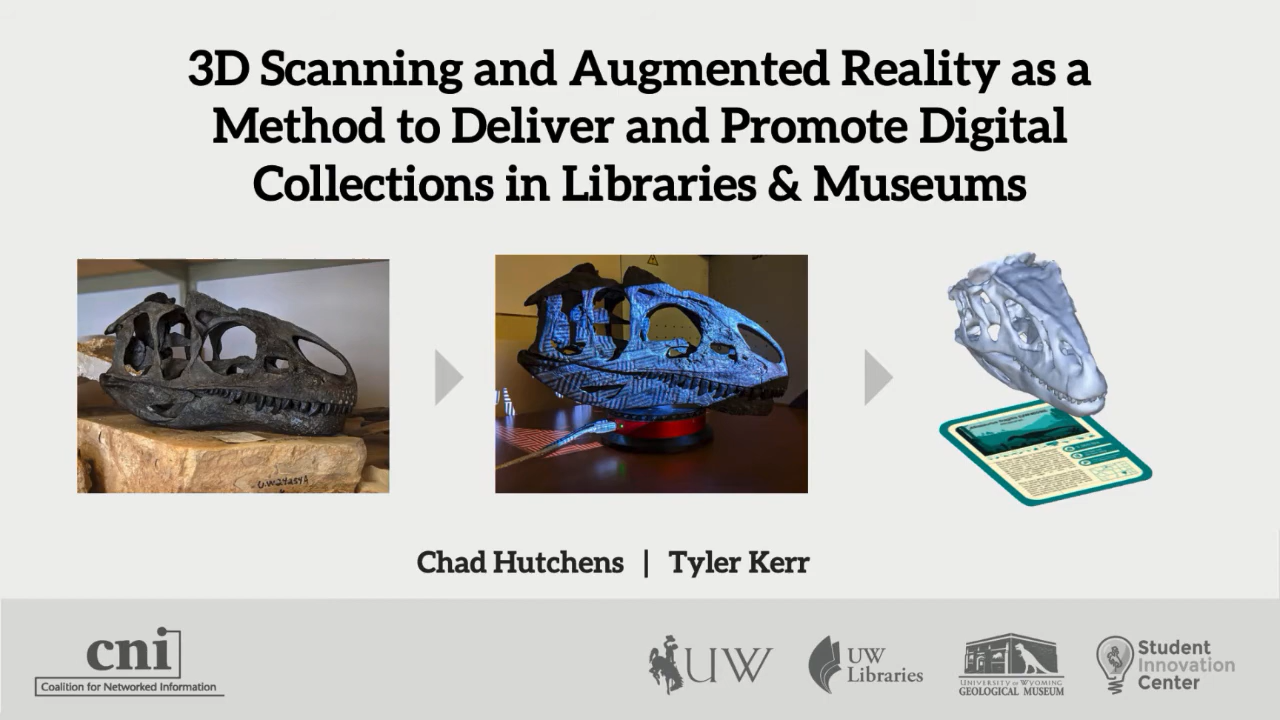 3D Scanning and Augmented Reality as a
Method to Deliver and Promote Digital
Collections in Libraries & Museums
Chad Hutchens | Tyler Kerr
cni
Coalition for Networked Information
UW
UW
Libraries
UNIVERSITY OF WYOMING
GEOLOGICAL MUSEUM
Student
Innovation
Center